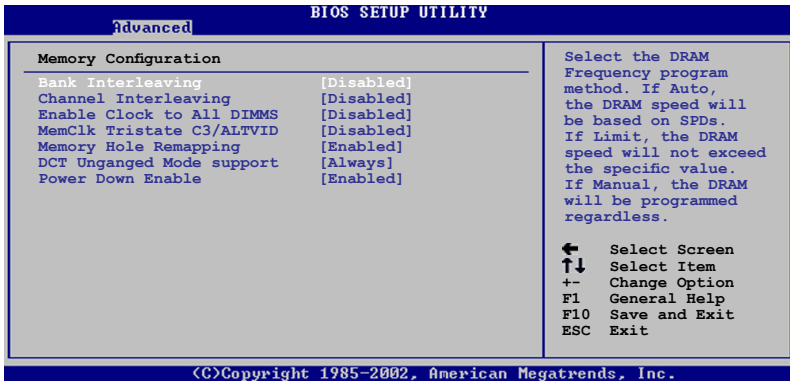 BIOS SETUP UTILITY
Advanced
Memory Configuration
Bank Interleaving [Disabled]
Channel Interleaving [Disabled]
Enable Clock to All DIMMS [Disabled]
MemClk Tristate C3/ALTVID [Disabled]
Memory Hole Remapping [Enabled]
DCT Unganged Mode support [Always]
Power Down Enable [Enabled]
Select the DRAM
Frequency program
method. If Auto,
the DRAM speed will
be based on SPDs.
If Limit, the DRAM
speed will not exceed
the specific value.
If Manual, the DRAM
will be programmed
regardless.
← Select Screen
↑↓ Select Item
+- Change Option
F1 General Help
F10 Save and Exit
ESC Exit
(C)Copyright 1985-2002, American Megatrends, Inc.